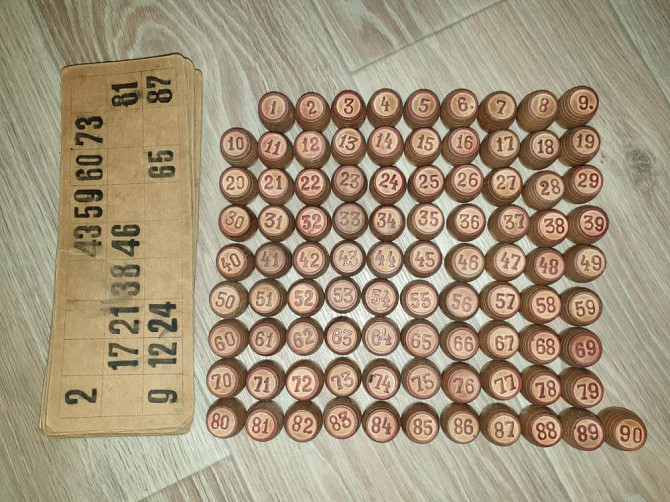 2 43 59 60 73
17 21 38 46 81
9 12 24 65 87
1 2 3 4 5 6. 7 8 9.
10 11 12 13 14 15 16 17 18 19
20 21 22 23 24 25 26 27 28 29
30 31 32 33 34 35 36 37 38 39
40 41 42 43 44 45 46 47 48 49
50 51 52 53 54 55 56 57 58 59
60 61 62 63 64 65 66 67 68 69
70 71 72 73 74 75 76 77 78 79
80 81 82 83 84 85 86 87 88 89 90